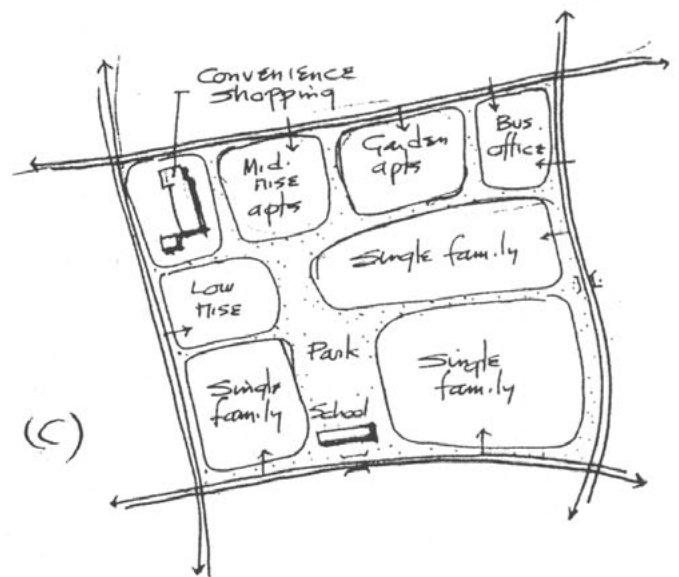 Convenience
shopping
Mid-
rise
apts
Garden
apts
Bus.
office
Single family
Low
rise
Park
Single
family
Single
family
School
(C)